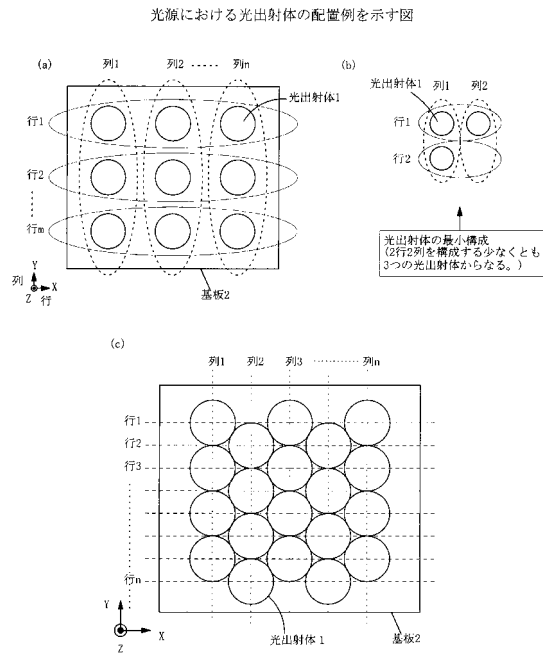 光源における光出射体の配置例を示す図
(a)
列1 列2 列n
光出射体1
行1
行2
行m
列 Y
Z X
行
基板2
(b)
光出射体1
列1 列2
行1
行2
光出射体の最小構成
(2行2列を構成する少なくとも
3つの光出射体からなる。)
(c)
列1 列2 列3 列n
行1
行2
行3
行n
Y
X
Z
光出射体1
基板2